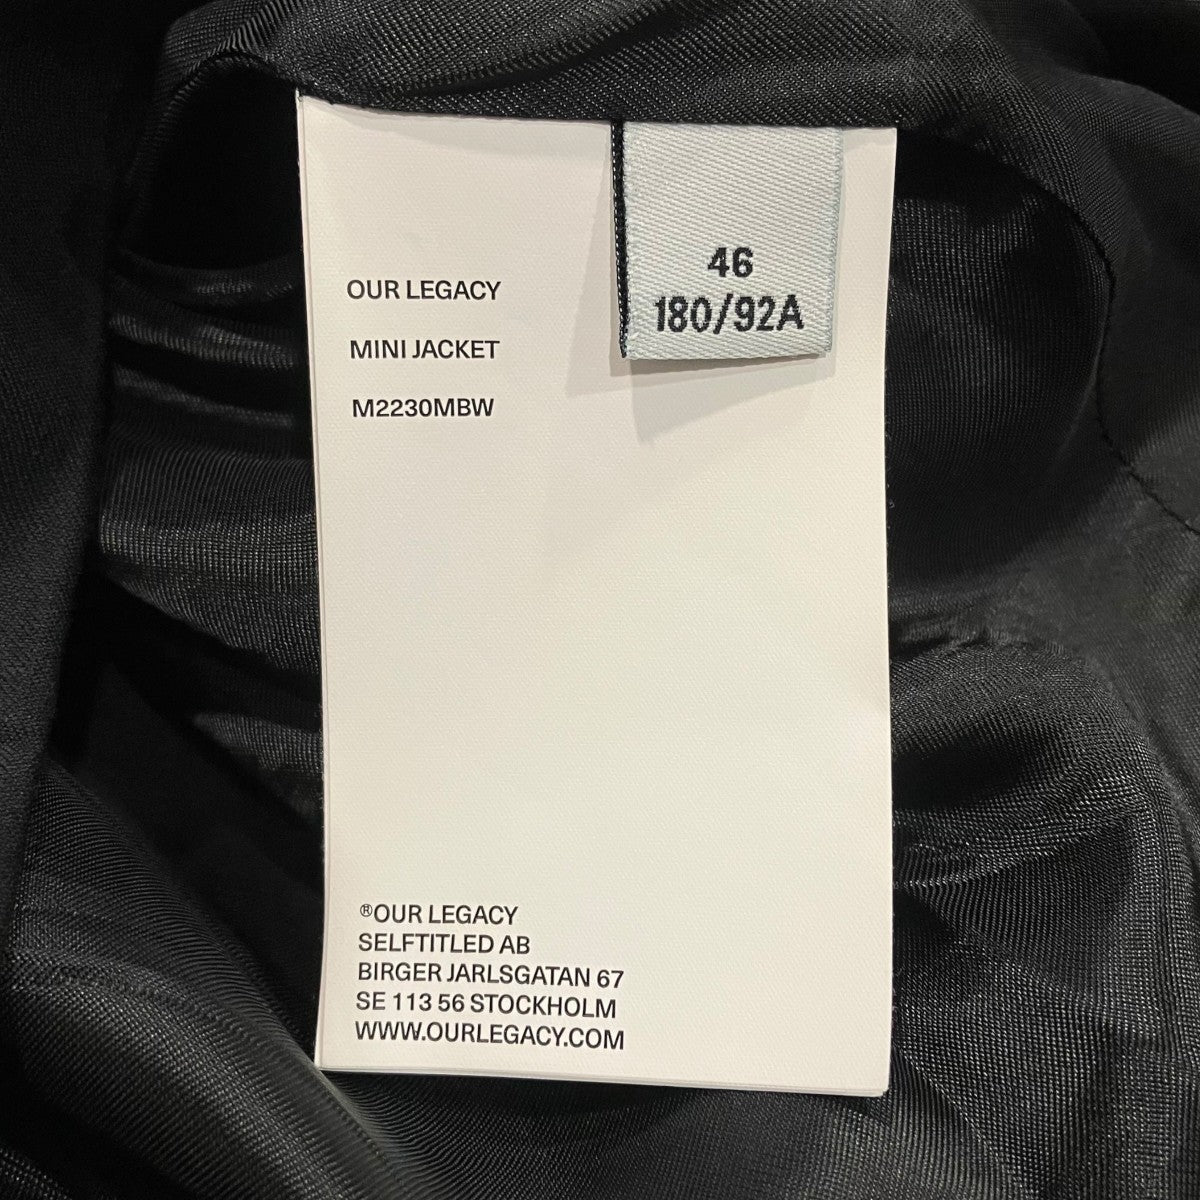 46
180/92A
OUR LEGACY
MINI JACKET
M2230MBW
®OUR LEGACY
SELFTITLED AB
BIRGER JARLSGATAN 67
SE 113 56 STOCKHOLM
WWW.OURLEGACY.COM